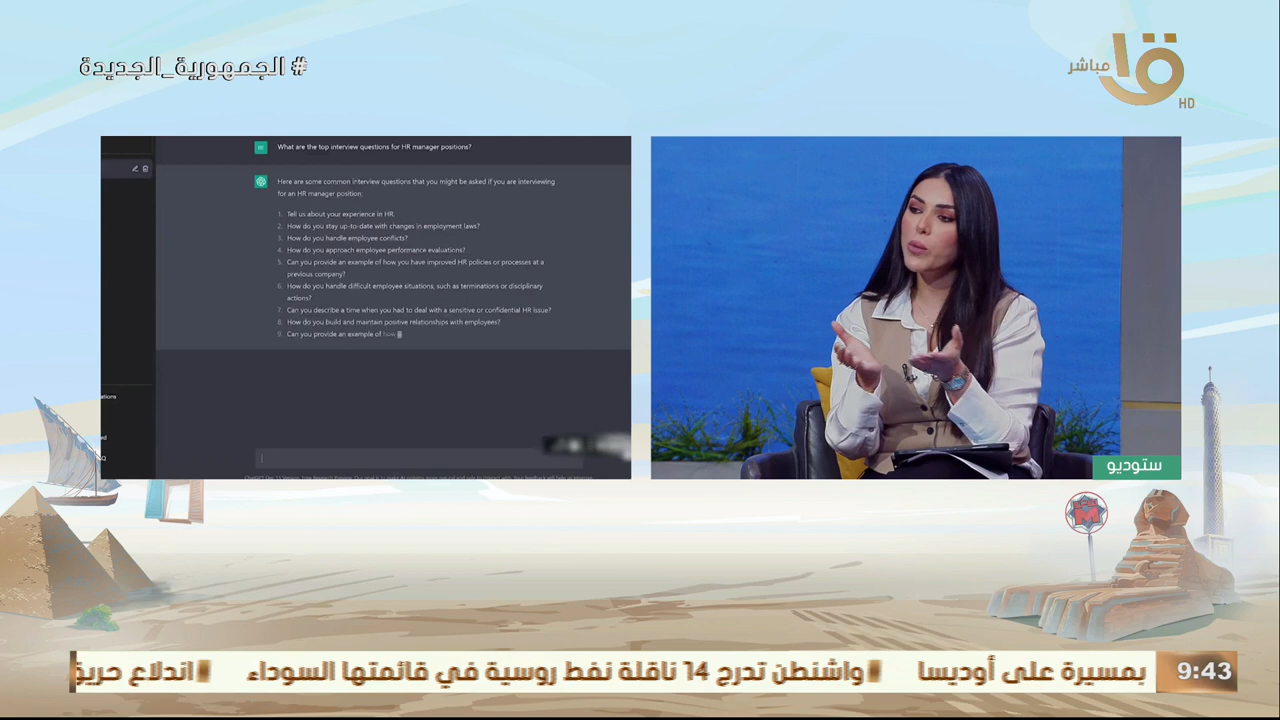 # الجمهورية_الجديدة
مباشر
HD
What are the top interview questions for HR manager positions?
Here are some common interview questions that you might be asked if you are interviewing
for an HR manager position:
1. Tell us about your experience in HR.
2. How do you stay up-to-date with changes in employment laws?
3. How do you handle employee conflicts?
4. How do you approach employee performance evaluations?
5. Can you provide an example of how you have improved HR policies or processes at a
previous company?
6. How do you handle difficult employee situations, such as terminations or disciplinary
actions?
7. Can you describe a time when you had to deal with a sensitive or confidential HR issue?
8. How do you build and maintain positive relationships with employees?
9. Can you provide an example of how
ستوديو
M
9:43
بمسيرة على أوديسا
واشنطن تدرج 14 ناقلة نفط روسية في قائمتها السوداء
اندلاع حريق